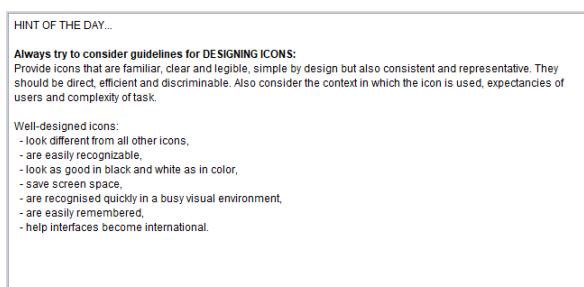 HINT OF THE DAY...
Always try to consider guidelines for DESIGNING ICONS:
Provide icons that are familiar, clear and legible, simple by design but also consistent and representative. They
should be direct, efficient and discriminable. Also consider the context in which the icon is used, expectancies of
users and complexity of task.
Well-designed icons:
- look different from all other icons,
- are easily recognizable,
- look as good in black and white as in color,
- save screen space,
- are recognised quickly in a busy visual environment,
- are easily remembered,
- help interfaces become international.